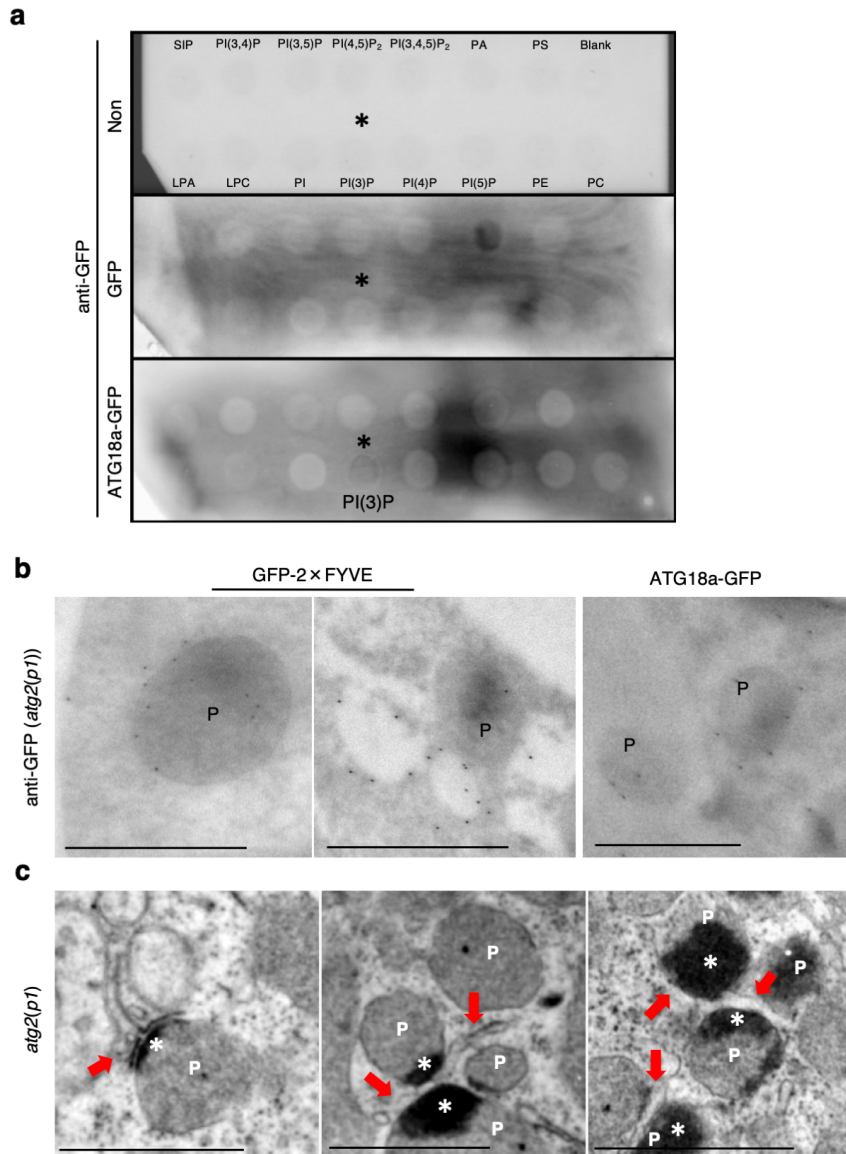 a
SIP PI(3,4)P PI(3,5)P PI(4,5)P₂ PI(3,4,5)P₂ PA PS Blank
Non
*
LPA LPC PI PI(3)P PI(4)P PI(5)P PE PC
anti-GFP
GFP
*
ATG18a-GFP
*
PI(3)P
b
GFP-2×FYVE ATG18a-GFP
anti-GFP (atg2(p1))
P P P P
c
atg2(p1)
* P
P P * P * P
P * P * P P *